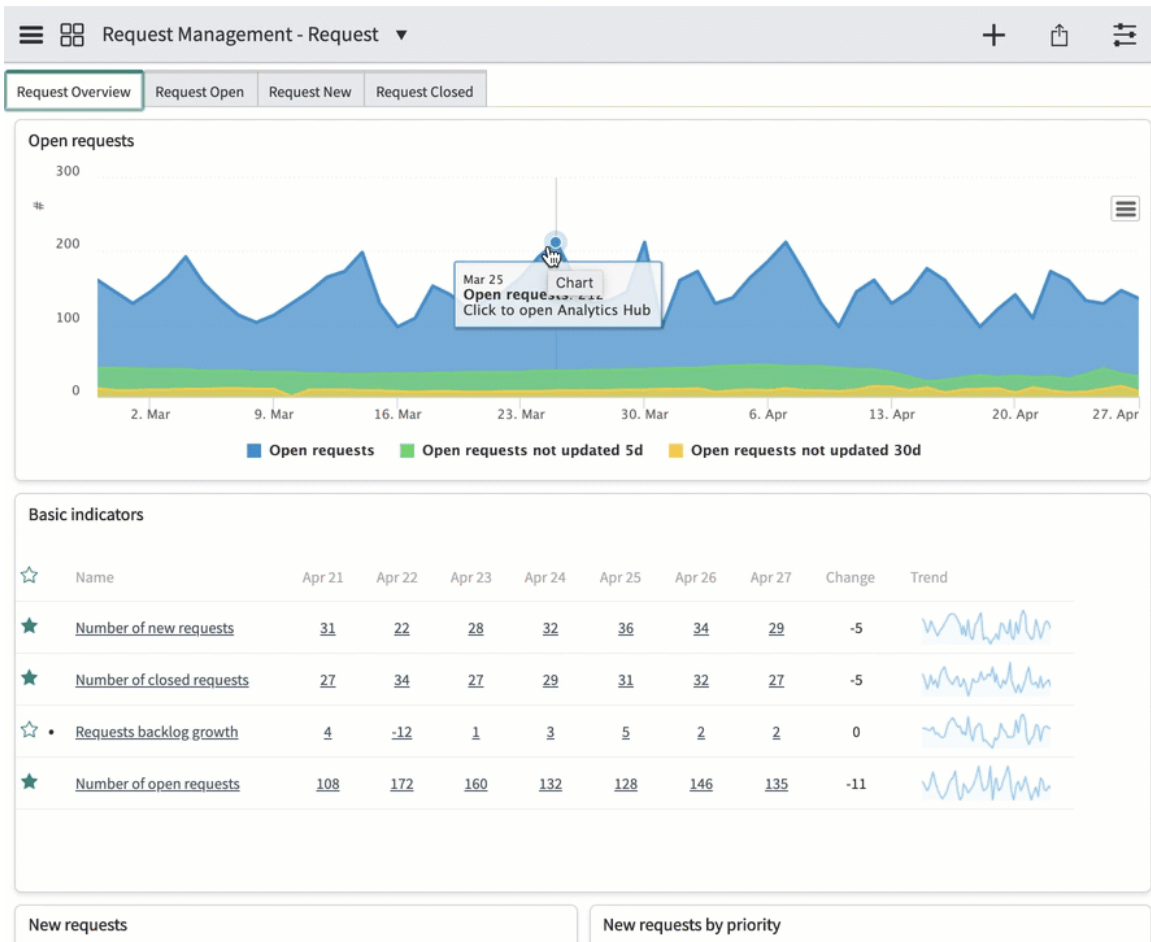 Request Management - Request ▼
Request Overview Request Open Request New Request Closed
Open requests
300
#
200
100
0
Mar 25 Chart
Open requests: 212
Click to open Analytics Hub
2. Mar 9. Mar 16. Mar 23. Mar 30. Mar 6. Apr 13. Apr 20. Apr 27. Apr
Open requests Open requests not updated 5d Open requests not updated 30d
Basic indicators
Name Apr 21 Apr 22 Apr 23 Apr 24 Apr 25 Apr 26 Apr 27 Change Trend
Number of new requests 31 22 28 32 36 34 29 -5
Number of closed requests 27 34 27 29 31 32 27 -5
Requests backlog growth 4 -12 1 3 5 2 2 0
Number of open requests 108 172 160 132 128 146 135 -11
New requests New requests by priority